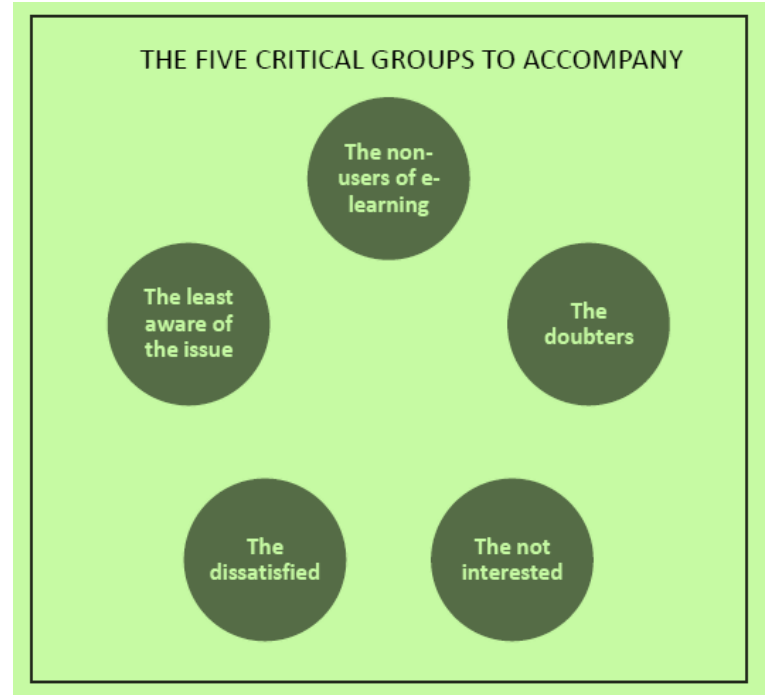 THE FIVE CRITICAL GROUPS TO ACCOMPANY
The non-
users of e-
learning
The least
aware of
the issue
The
doubters
The
dissatisfied
The not
interested